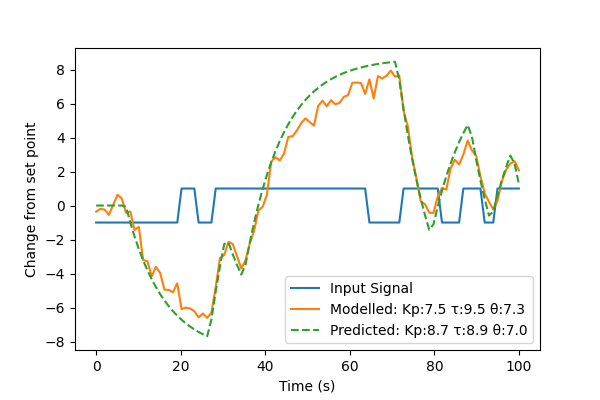 8
6
4
2
0
−2
−4
−6
−8
Change from set point
Input Signal
Modelled: Kp:7.5 τ:9.5 θ:7.3
Predicted: Kp:8.7 τ:8.9 θ:7.0
0 20 40 60 80 100
Time (s)